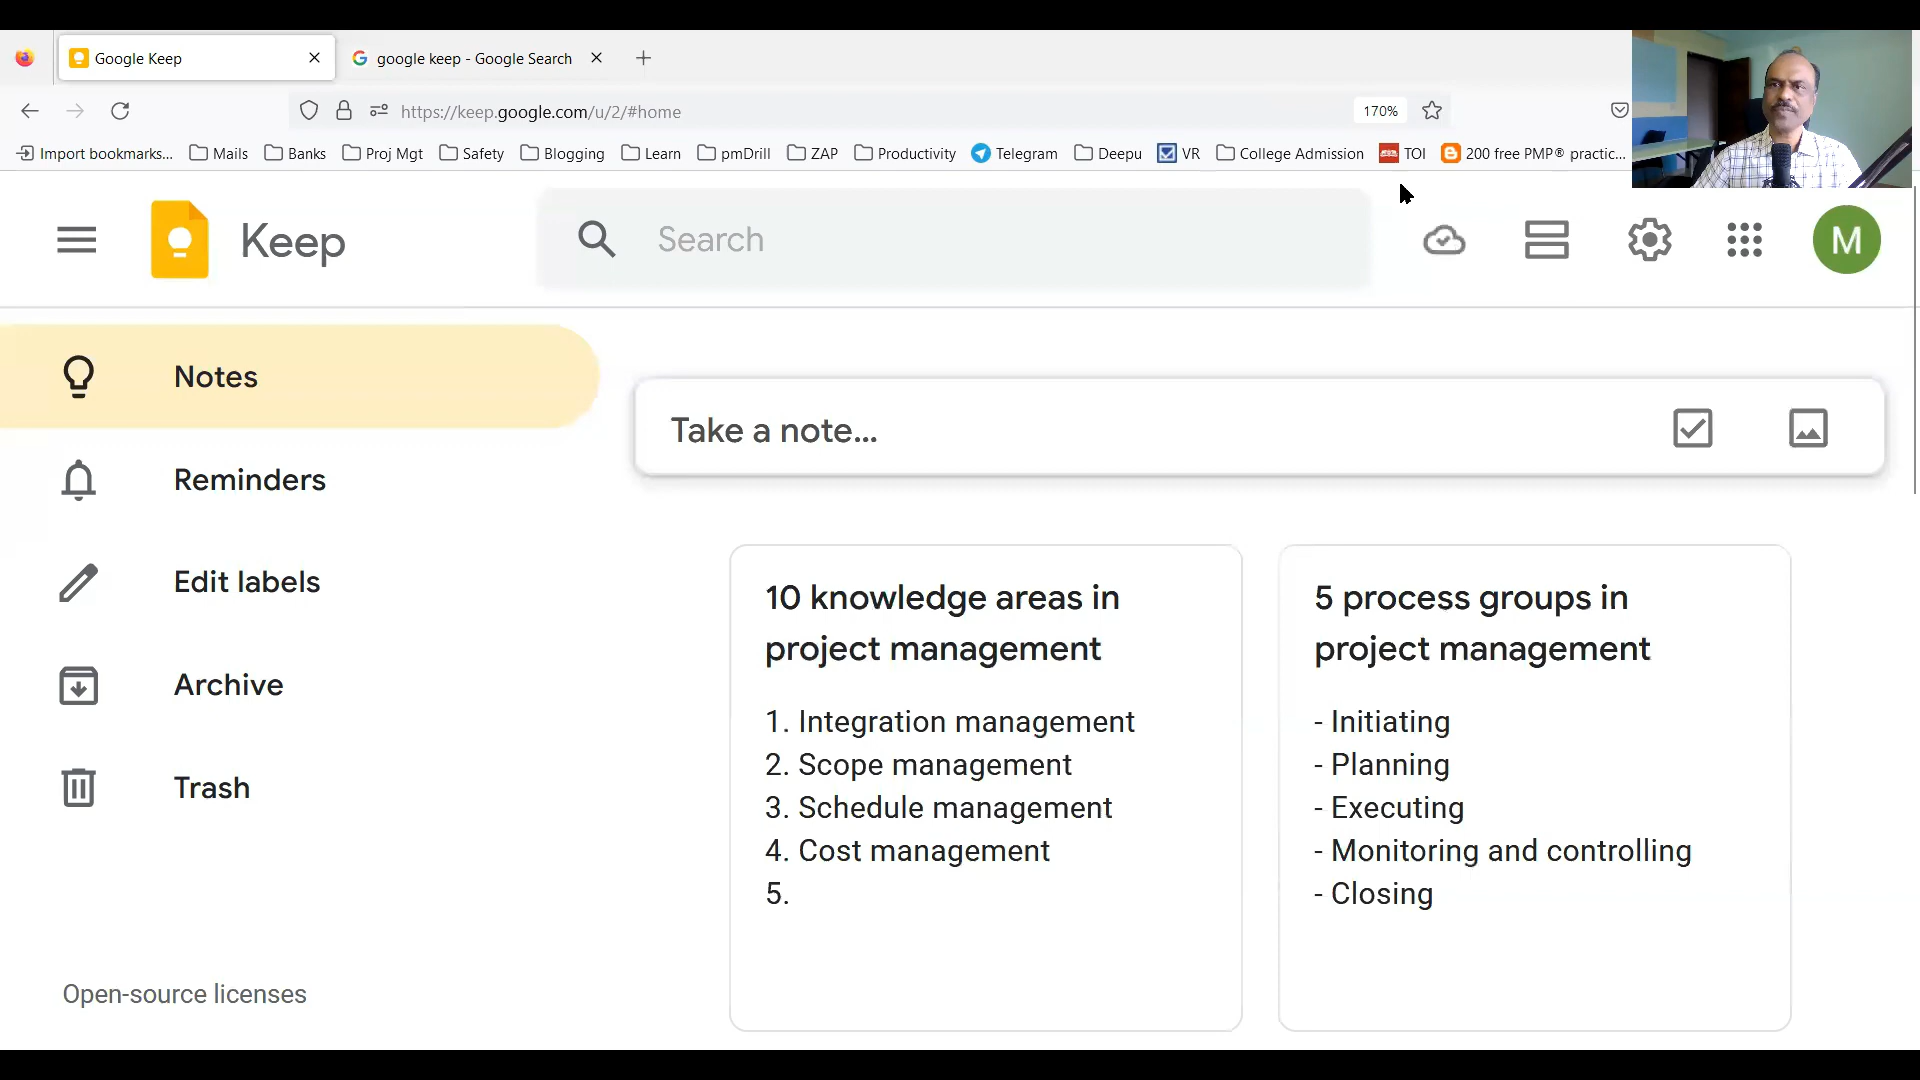 Google Keep
google keep - Google Search
https://keep.google.com/u/2/#home
170%
Import bookmarks...
Mails
Banks
Proj Mgt
Safety
Blogging
Learn
pmDrill
ZAP
Productivity
Telegram
Deepu
VR
College Admission
TOI
200 free PMP® practic...
Keep
Search
M
Notes
Reminders
Edit labels
Archive
Trash
Open-source licenses
Take a note...
10 knowledge areas in
project management
1. Integration management
2. Scope management
3. Schedule management
4. Cost management
5.
5 process groups in
project management
- Initiating
- Planning
- Executing
- Monitoring and controlling
- Closing